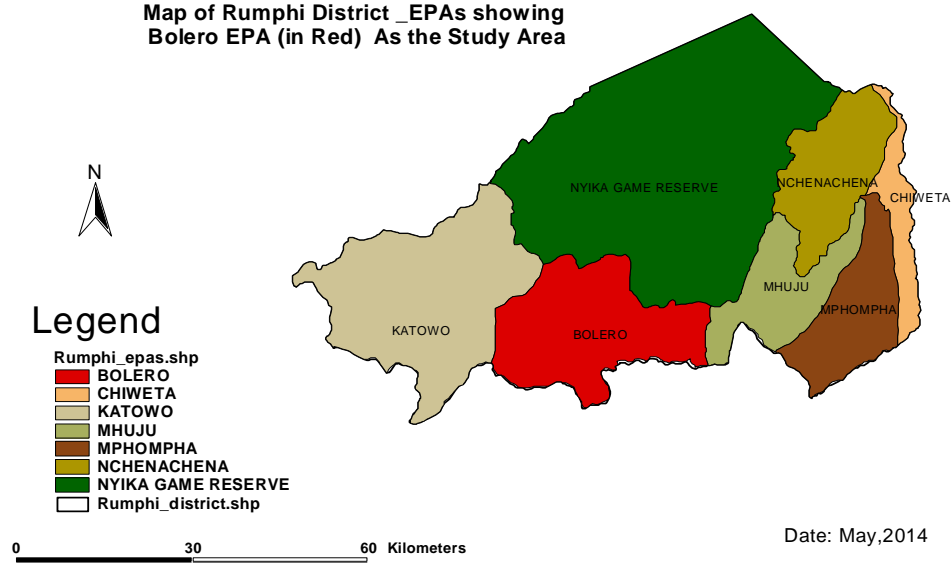 Map of Rumphi District _EPAs showing
Bolero EPA (in Red) As the Study Area
N
NYIKA GAME RESERVE
NCHENACHENA
CHIWETA
MHUJU
MPHOMPHA
KATOWO
BOLERO
Legend
Rumphi_epas.shp
BOLERO
CHIWETA
KATOWO
MHUJU
MPHOMPHA
NCHENACHENA
NYIKA GAME RESERVE
Rumphi_district.shp
0 30 60 Kilometers
Date: May,2014